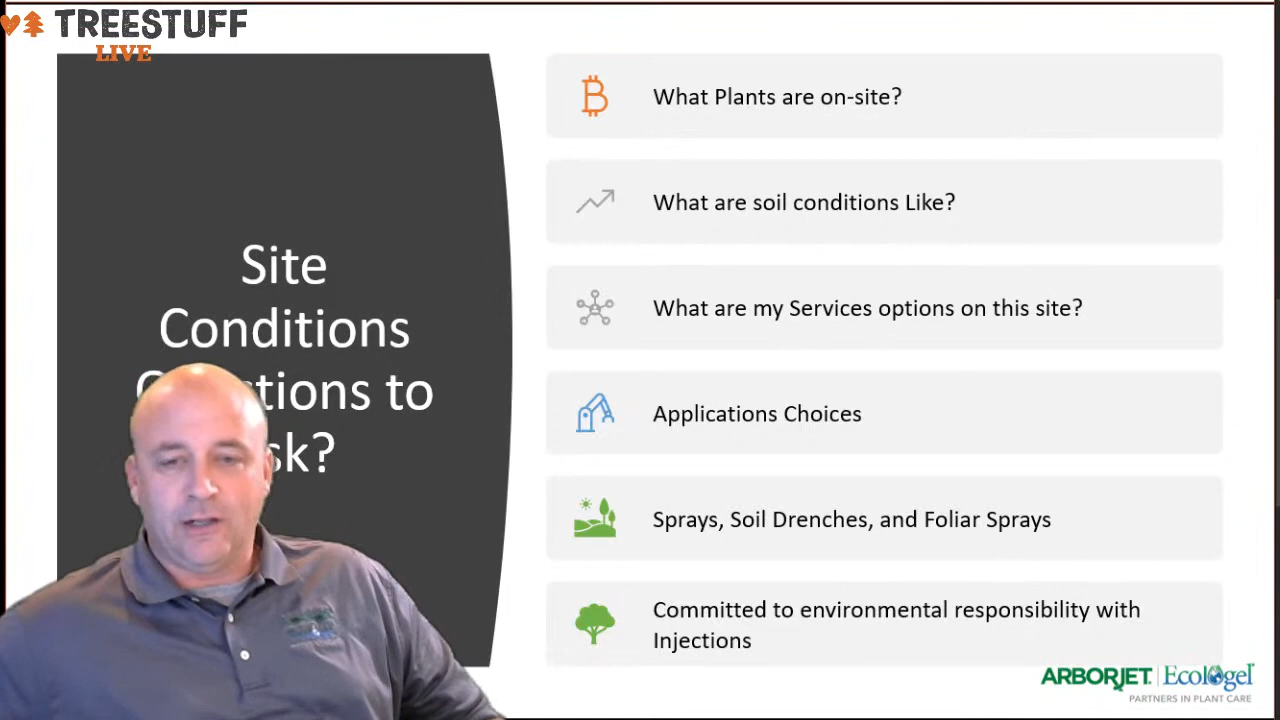 TREESTUFF
LIVE
Site
Conditions
to
What Plants are on-site?
What are soil conditions Like?
What are my Services options on this site?
Applications Choices
Sprays, Soil Drenches, and Foliar Sprays
Committed to environmental responsibility with
Injections
ARBORJET | Ecologel
PARTNERS IN PLANT CARE